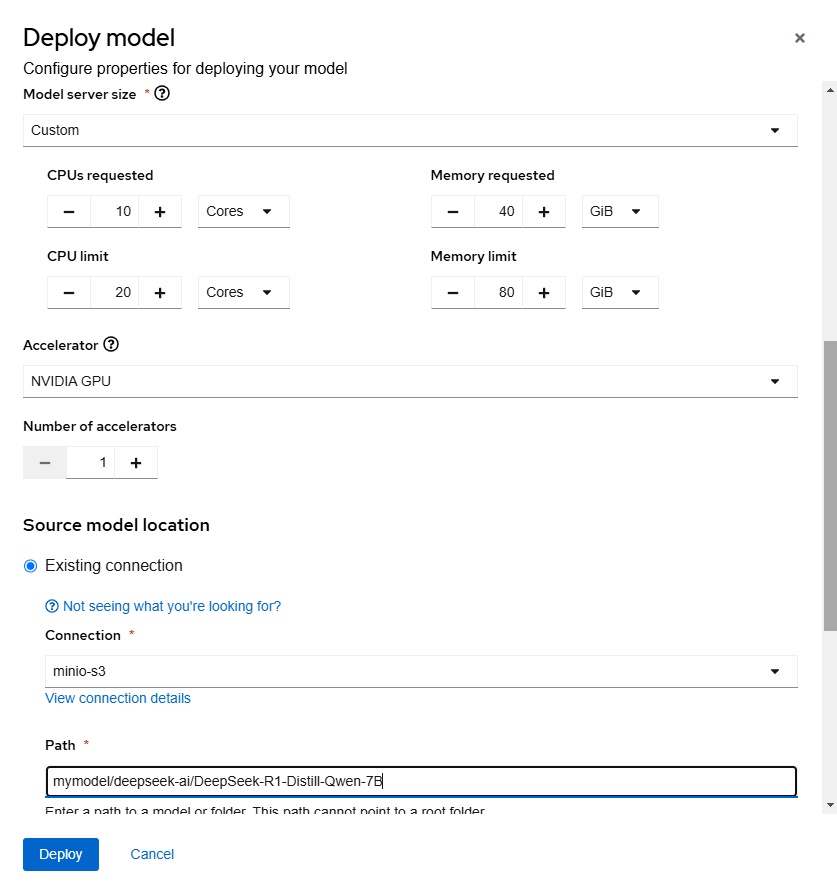 Deploy model
Configure properties for deploying your model
Model server size *
Custom
CPUs requested
Memory requested
10 Cores
40 GiB
CPU limit
Memory limit
20 Cores
80 GiB
Accelerator
NVIDIA GPU
Number of accelerators
1
Source model location
Existing connection
Not seeing what you're looking for?
Connection *
minio-s3
View connection details
Path *
mymodel/deepseek-ai/DeepSeek-R1-Distill-Qwen-7B
Enter a path to a model or folder. This path cannot point to a root folder.
Deploy Cancel